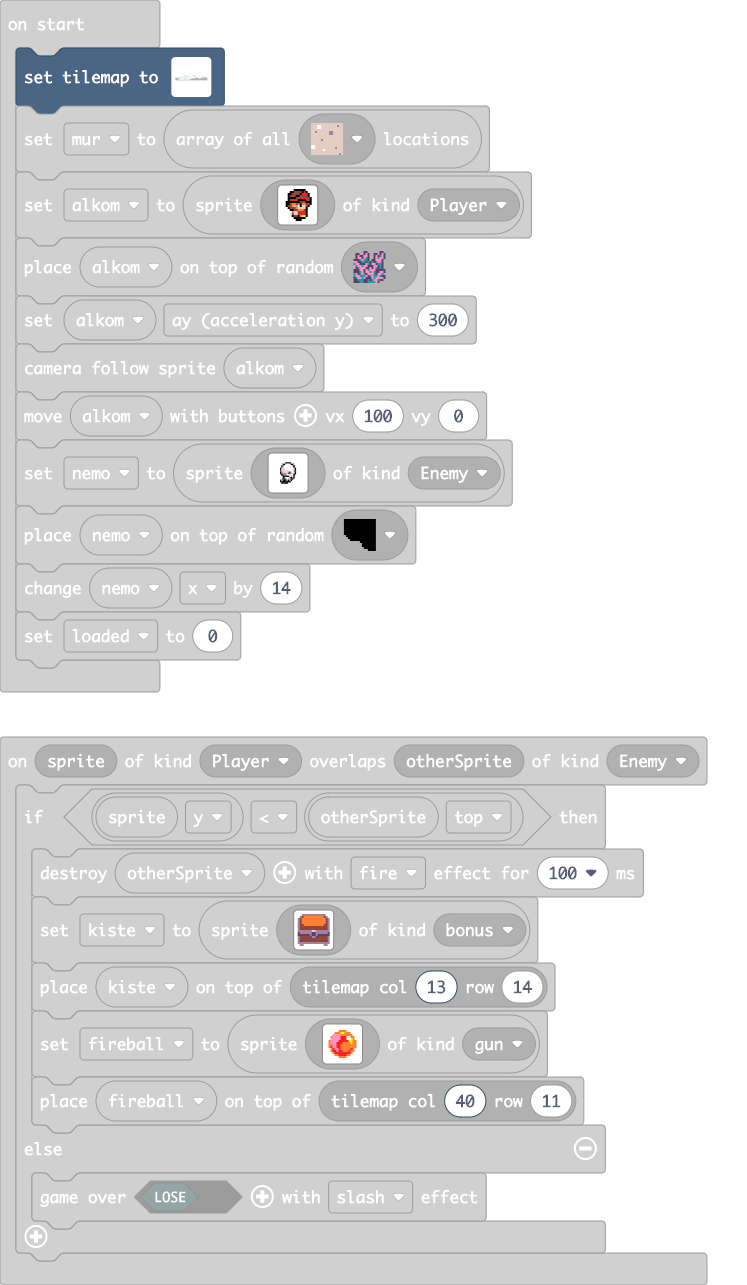 on start
set tilemap to
set mur to array of all locations
set alkom to sprite of kind Player
place alkom on top of random
set alkom ay (acceleration y) to 300
camera follow sprite alkom
move alkom with buttons vx 100 vy 0
set nemo to sprite of kind Enemy
place nemo on top of random
change nemo x by 14
set loaded to 0
on sprite of kind Player overlaps otherSprite of kind Enemy
if sprite y < otherSprite top then
destroy otherSprite with fire effect for 100 ms
set kiste to sprite of kind bonus
place kiste on top of tilemap col 13 row 14
set fireball to sprite of kind gun
place fireball on top of tilemap col 40 row 11
else
game over LOSE with slash effect